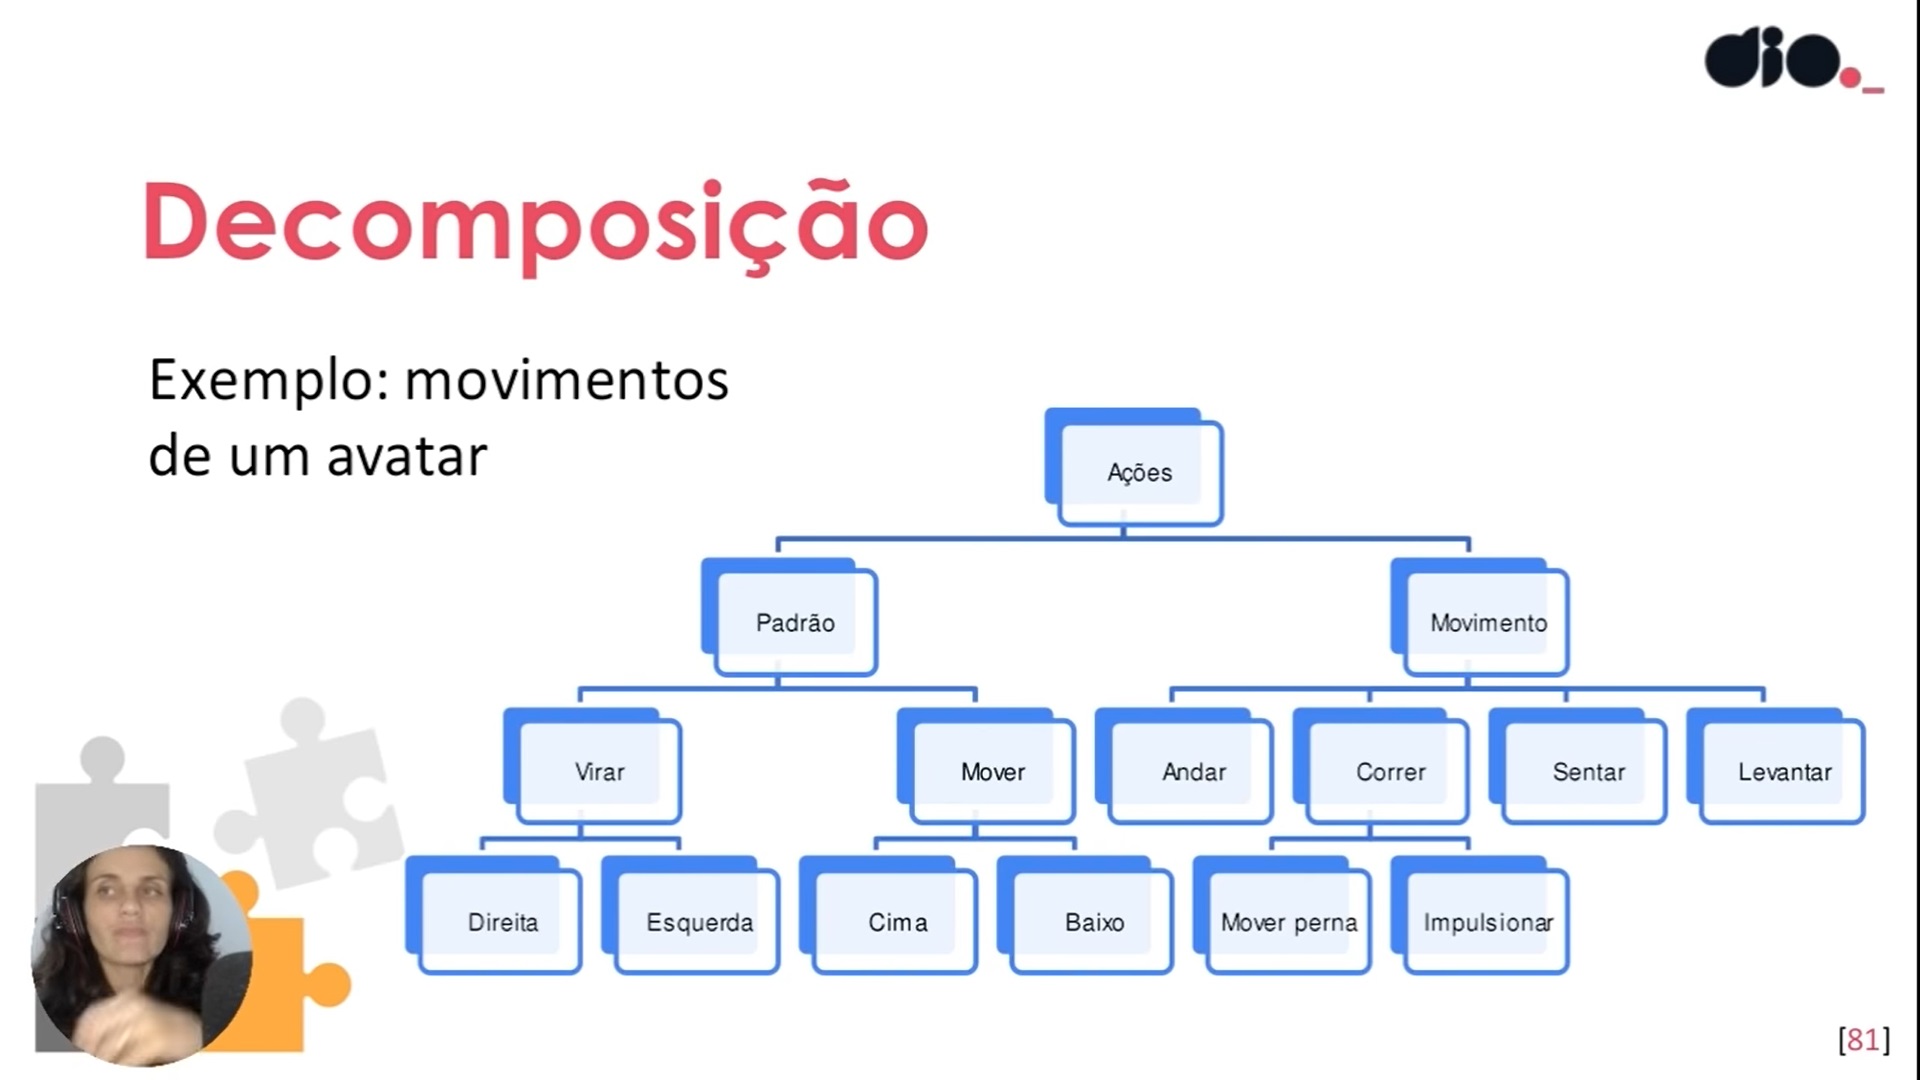 dio._
Decomposição
Exemplo: movimentos
de um avatar
Ações
Padrão
Movimento
Virar
Mover
Andar
Correr
Sentar
Levantar
Direita
Esquerda
Cima
Baixo
Mover perna
Impulsionar
[81]